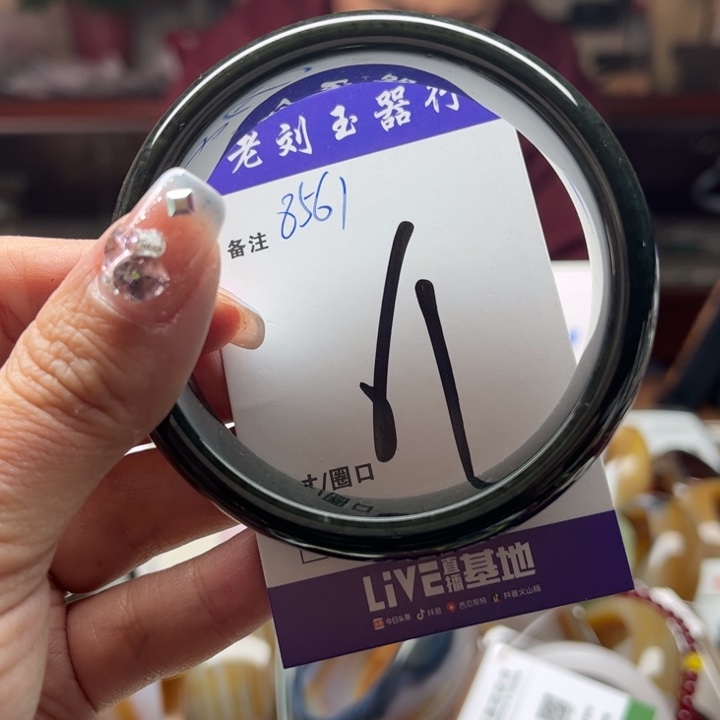 老刘玉器行
备注 8561
寸/圈口
LiVE直播基地
今日头条 抖音 西瓜视频 抖音火山版